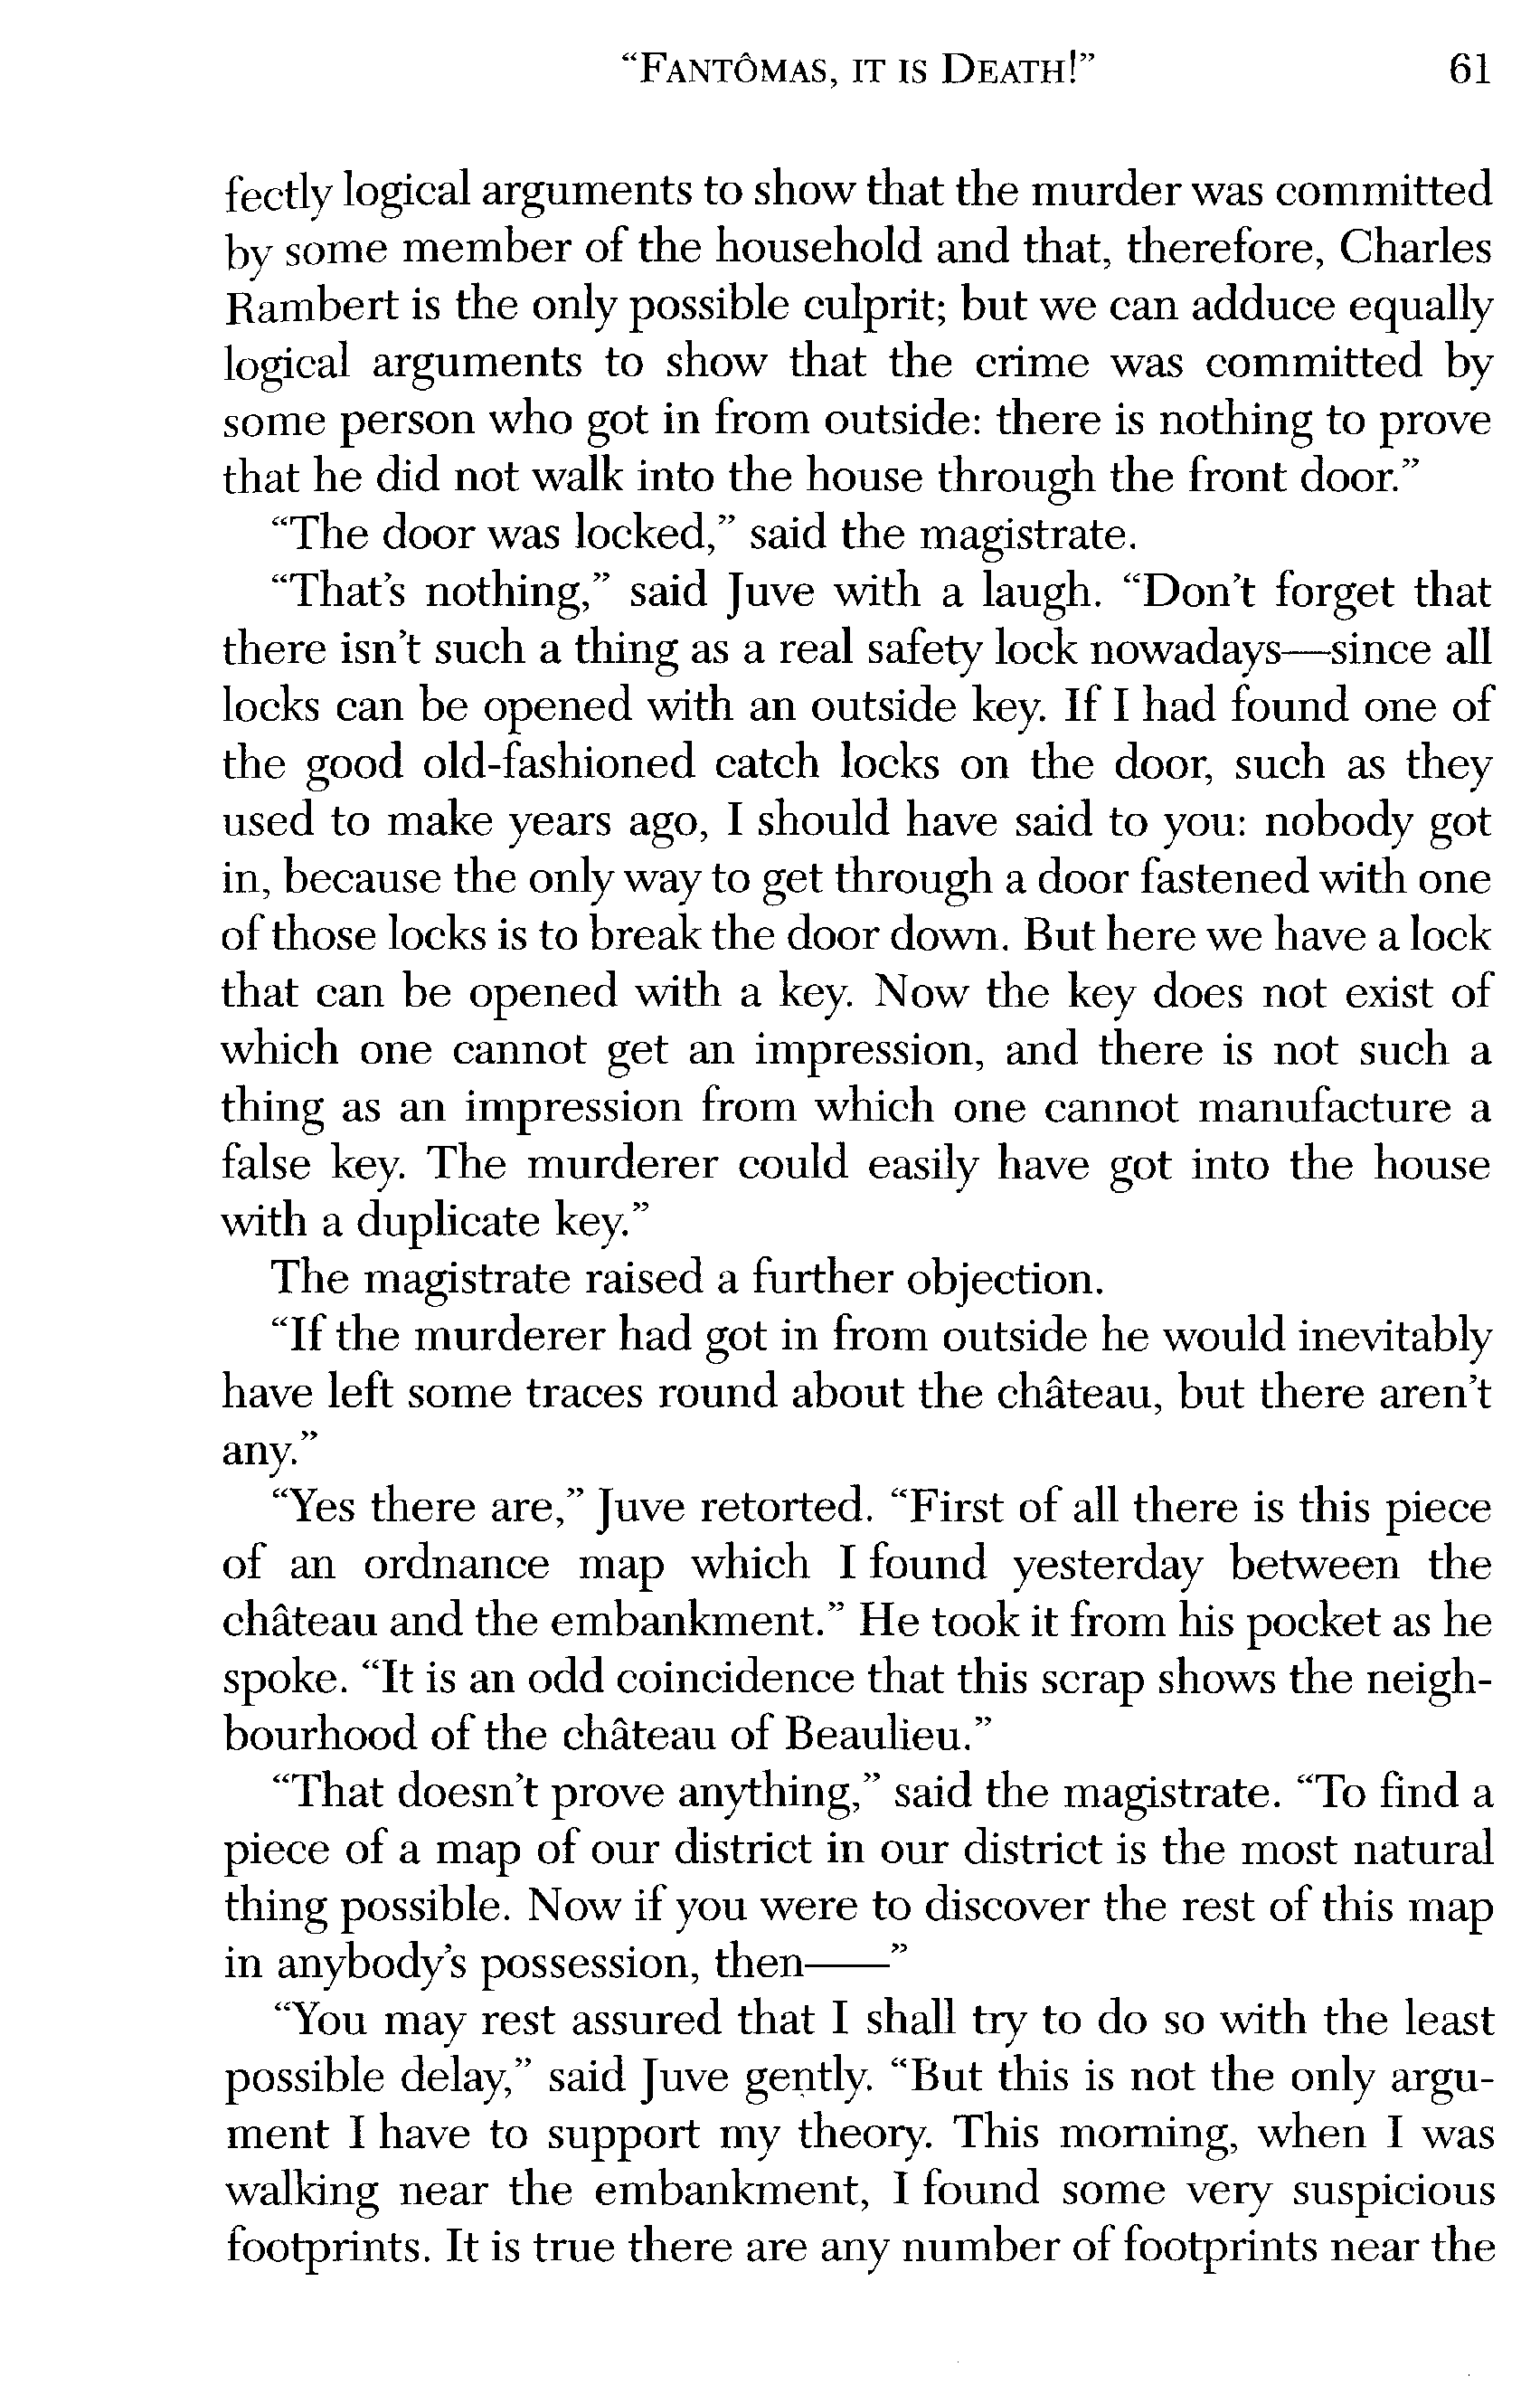 “FANTÔMAS, IT IS DEATH!” 61
fectly logical arguments to show that the murder was committed
by some member of the household and that, therefore, Charles
Rambert is the only possible culprit; but we can adduce equally
logical arguments to show that the crime was committed by
some person who got in from outside: there is nothing to prove
that he did not walk into the house through the front door.”
“The door was locked,” said the magistrate.
“That’s nothing,” said Juve with a laugh. “Don’t forget that
there isn’t such a thing as a real safety lock nowadays—since all
locks can be opened with an outside key. If I had found one of
the good old-fashioned catch locks on the door, such as they
used to make years ago, I should have said to you: nobody got
in, because the only way to get through a door fastened with one
of those locks is to break the door down. But here we have a lock
that can be opened with a key. Now the key does not exist of
which one cannot get an impression, and there is not such a
thing as an impression from which one cannot manufacture a
false key. The murderer could easily have got into the house
with a duplicate key.”
The magistrate raised a further objection.
“If the murderer had got in from outside he would inevitably
have left some traces round about the château, but there aren’t
any.”
“Yes there are,” Juve retorted. “First of all there is this piece
of an ordnance map which I found yesterday between the
château and the embankment.” He took it from his pocket as he
spoke. “It is an odd coincidence that this scrap shows the neigh-
bourhood of the château of Beaulieu.”
“That doesn’t prove anything,” said the magistrate. “To find a
piece of a map of our district in our district is the most natural
thing possible. Now if you were to discover the rest of this map
in anybody’s possession, then——”
“You may rest assured that I shall try to do so with the least
possible delay,” said Juve gently. “But this is not the only argu-
ment I have to support my theory. This morning, when I was
walking near the embankment, I found some very suspicious
footprints. It is true there are any number of footprints near the